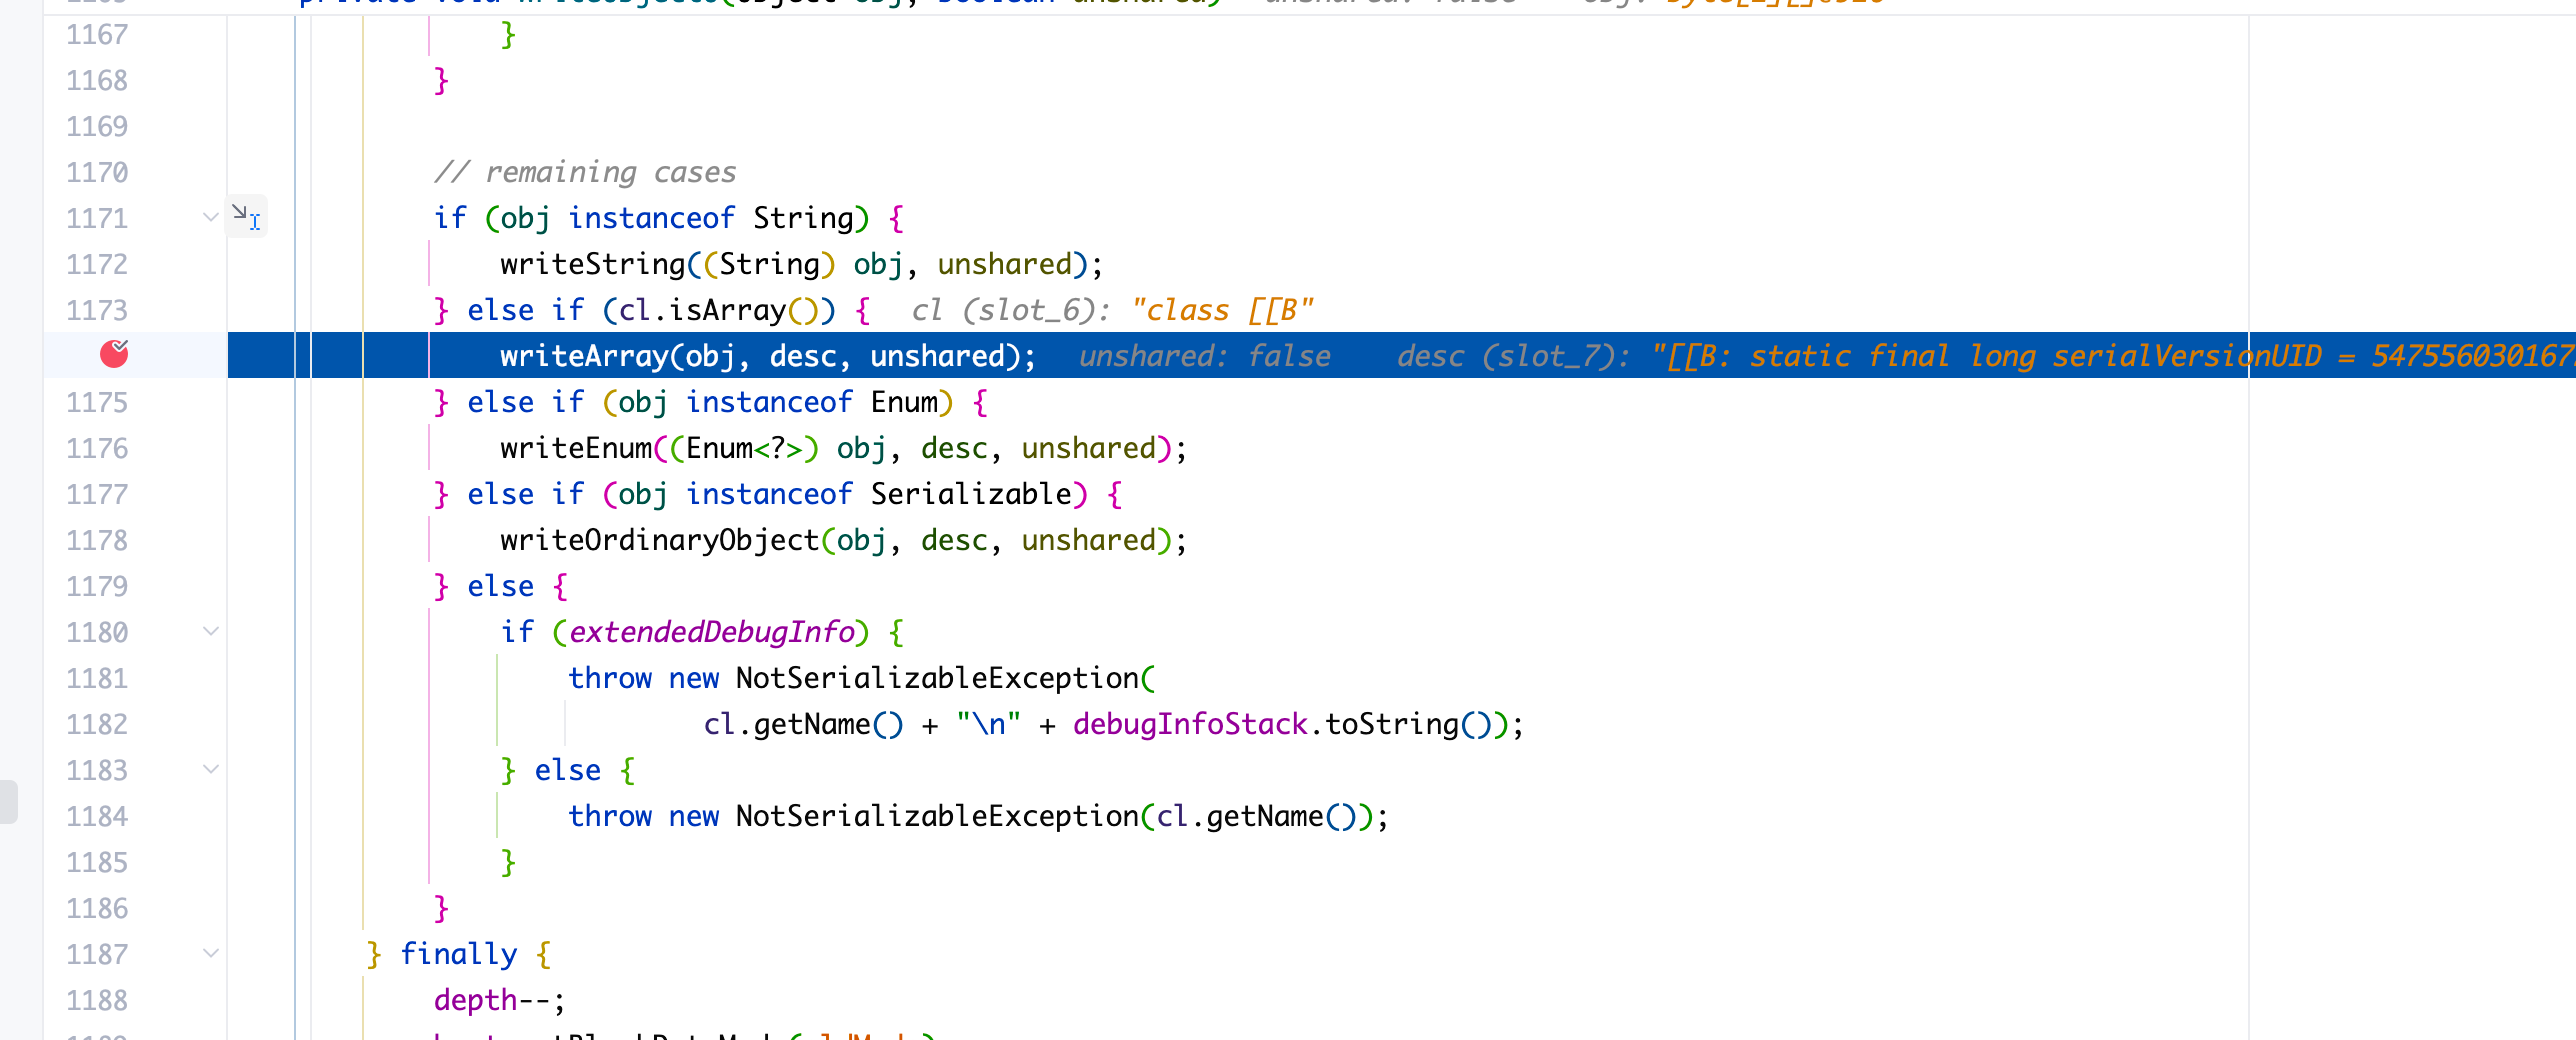 1167 }
1168 }
1169
1170 // remaining cases
1171 if (obj instanceof String) {
1172 writeString((String) obj, unshared);
1173 } else if (cl.isArray()) { cl (slot_6): "class [[B"
writeArray(obj, desc, unshared); unshared: false desc (slot_7): "[[B: static final long serialVersionUID = 547556030167
1175 } else if (obj instanceof Enum) {
1176 writeEnum((Enum<?>) obj, desc, unshared);
1177 } else if (obj instanceof Serializable) {
1178 writeOrdinaryObject(obj, desc, unshared);
1179 } else {
1180 if (extendedDebugInfo) {
1181 throw new NotSerializableException(
1182 cl.getName() + "\n" + debugInfoStack.toString());
1183 } else {
1184 throw new NotSerializableException(cl.getName());
1185 }
1186 }
1187 } finally {
1188 depth--;